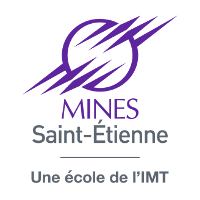 MINES
Saint-Étienne
Une école de l'IMT